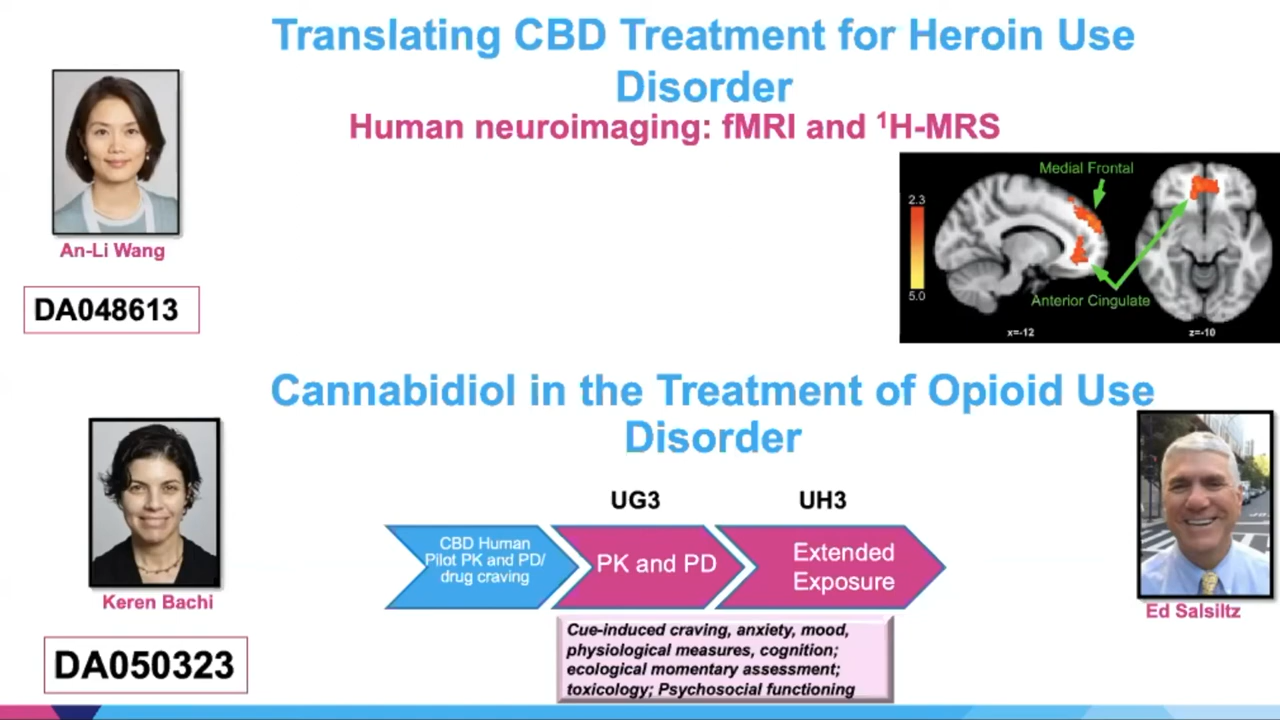 Translating CBD Treatment for Heroin Use
Disorder
Human neuroimaging: fMRI and ¹H-MRS
An-Li Wang
DA048613
Medial Frontal
2.3
5.0
Anterior Cingulate
x=-12
z=-10
Cannabidiol in the Treatment of Opioid Use
Disorder
Keren Bachi
DA050323
UG3
UH3
CBD Human
Pilot PK and PD/
drug craving
PK and PD
Extended
Exposure
Cue-induced craving, anxiety, mood,
physiological measures, cognition;
ecological momentary assessment;
toxicology; Psychosocial functioning
Ed Salsiltz